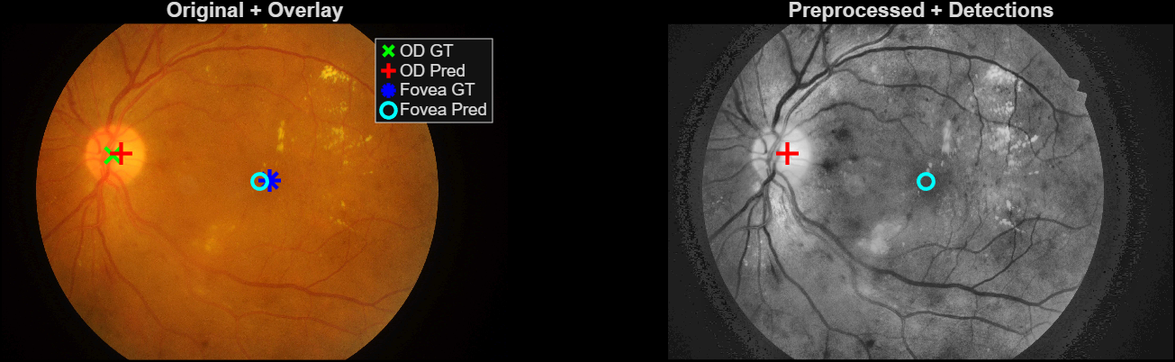 Original + Overlay
OD GT
OD Pred
Fovea GT
Fovea Pred
Preprocessed + Detections